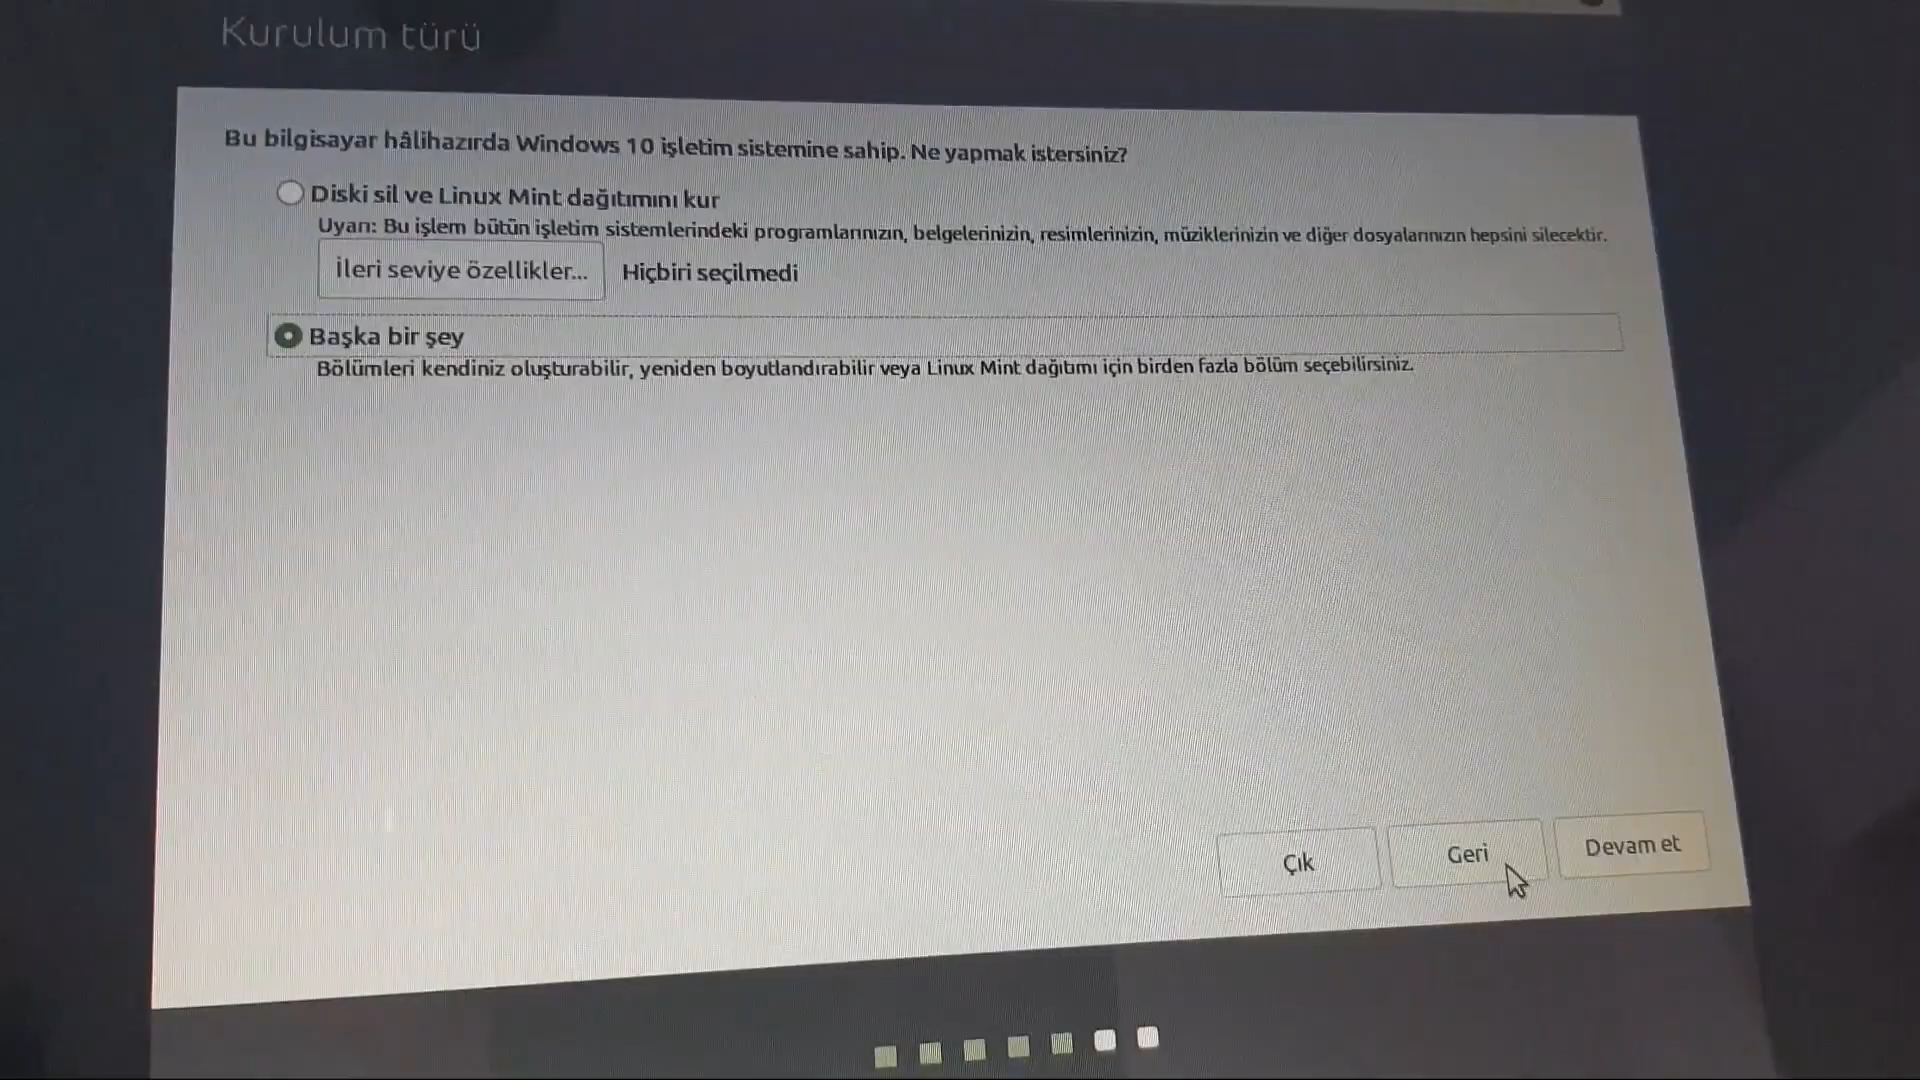 Kurulum türü
Bu bilgisayar hâlihazırda Windows 10 işletim sistemine sahip. Ne yapmak istersiniz?
Diski sil ve Linux Mint dağıtımını kur
Uyarı: Bu işlem bütün işletim sistemlerindeki programlarınızın, belgelerinizin, resimlerinizin, müziklerinizin ve diğer dosyalarınızın hepsini silecektir.
İleri seviye özellikler... Hiçbiri seçilmedi
Başka bir şey
Bölümleri kendiniz oluşturabilir, yeniden boyutlandırabilir veya Linux Mint dağıtımı için birden fazla bölüm seçebilirsiniz.
Çık Geri Devam et